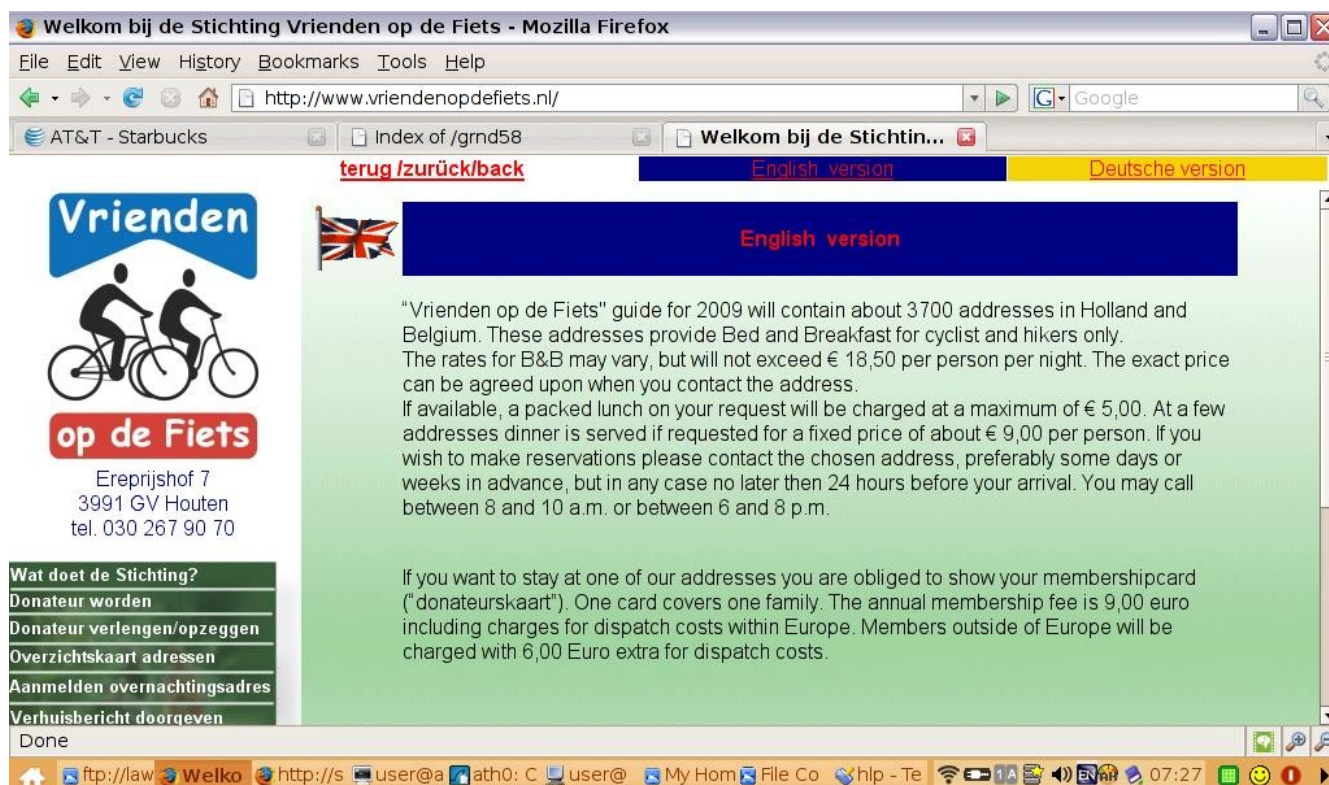 Welkom bij de Stichting Vrienden op de Fiets - Mozilla Firefox
File Edit View History Bookmarks Tools Help
http://www.vriendenopdefiets.nl/ G Google
AT&T - Starbucks Index of /grnd58 Welkom bij de Stichtin...
terug /zurück/back English version Deutsche version
Vrienden
op de Fiets
Ereprijshof 7
3991 GV Houten
tel. 030 267 90 70
Wat doet de Stichting?
Donateur worden
Donateur verlengen/opzeggen
Overzichtskaart adressen
Aanmelden overnachtingsadres
Verhuisbericht doorgeven
English version
“Vrienden op de Fiets" guide for 2009 will contain about 3700 addresses in Holland and
Belgium. These addresses provide Bed and Breakfast for cyclist and hikers only.
The rates for B&B may vary, but will not exceed € 18,50 per person per night. The exact price
can be agreed upon when you contact the address.
If available, a packed lunch on your request will be charged at a maximum of € 5,00. At a few
addresses dinner is served if requested for a fixed price of about € 9,00 per person. If you
wish to make reservations please contact the chosen address, preferably some days or
weeks in advance, but in any case no later then 24 hours before your arrival. You may call
between 8 and 10 a.m. or between 6 and 8 p.m.
If you want to stay at one of our addresses you are obliged to show your membershipcard
(“donateurskaart”). One card covers one family. The annual membership fee is 9,00 euro
including charges for dispatch costs within Europe. Members outside of Europe will be
charged with 6,00 Euro extra for dispatch costs.
Done
ftp://law Welko http://s user@a ath0: C user@ My Hom File Co hlp - Te 1A EN 07:27